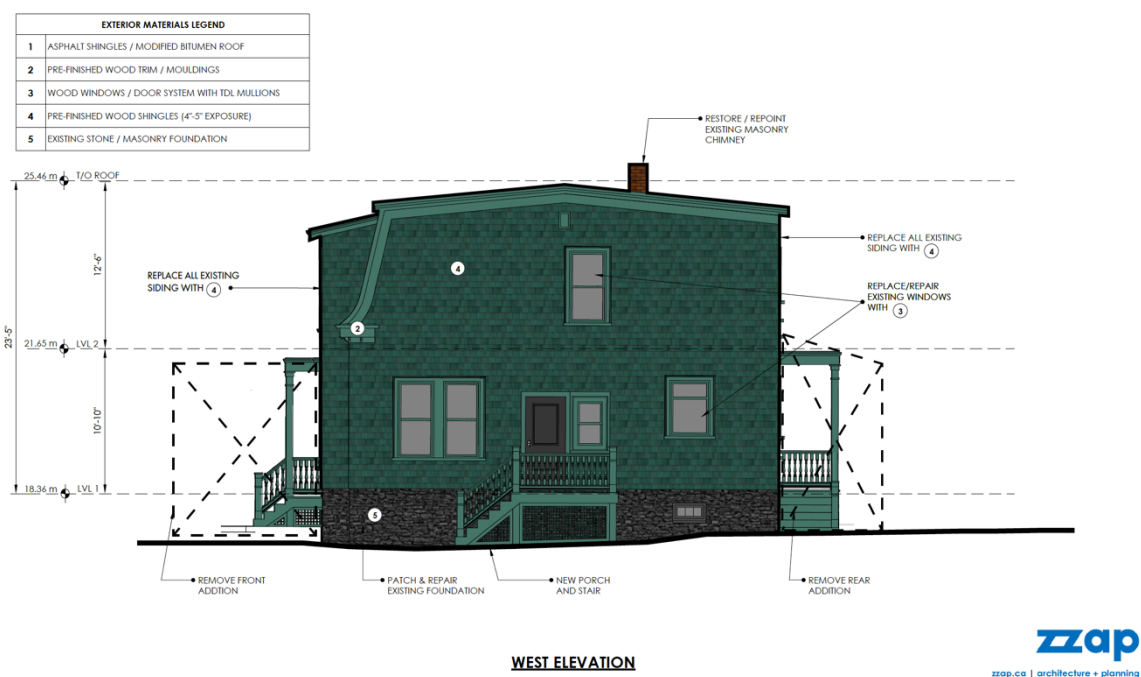 EXTERIOR MATERIALS LEGEND
1 ASPHALT SHINGLES / MODIFIED BITUMEN ROOF
2 PRE-FINISHED WOOD TRIM / MOULDINGS
3 WOOD WINDOWS / DOOR SYSTEM WITH TDL MULLIONS
4 PRE-FINISHED WOOD SHINGLES (4"-5" EXPOSURE)
5 EXISTING STONE / MASONRY FOUNDATION
RESTORE / REPOINT
EXISTING MASONRY
CHIMNEY
25.46 m T/O ROOF
12'-6"
REPLACE ALL EXISTING
SIDING WITH 4
4
REPLACE ALL EXISTING
SIDING WITH 4
REPLACE/REPAIR
EXISTING WINDOWS
WITH 3
2
23'-5"
21.65 m LVL 2
10'-10"
18.36 m LVL 1
5
REMOVE FRONT
ADDTION
PATCH & REPAIR
EXISTING FOUNDATION
NEW PORCH
AND STAIR
REMOVE REAR
ADDITION
WEST ELEVATION
zzap
zzap.ca | architecture + planning